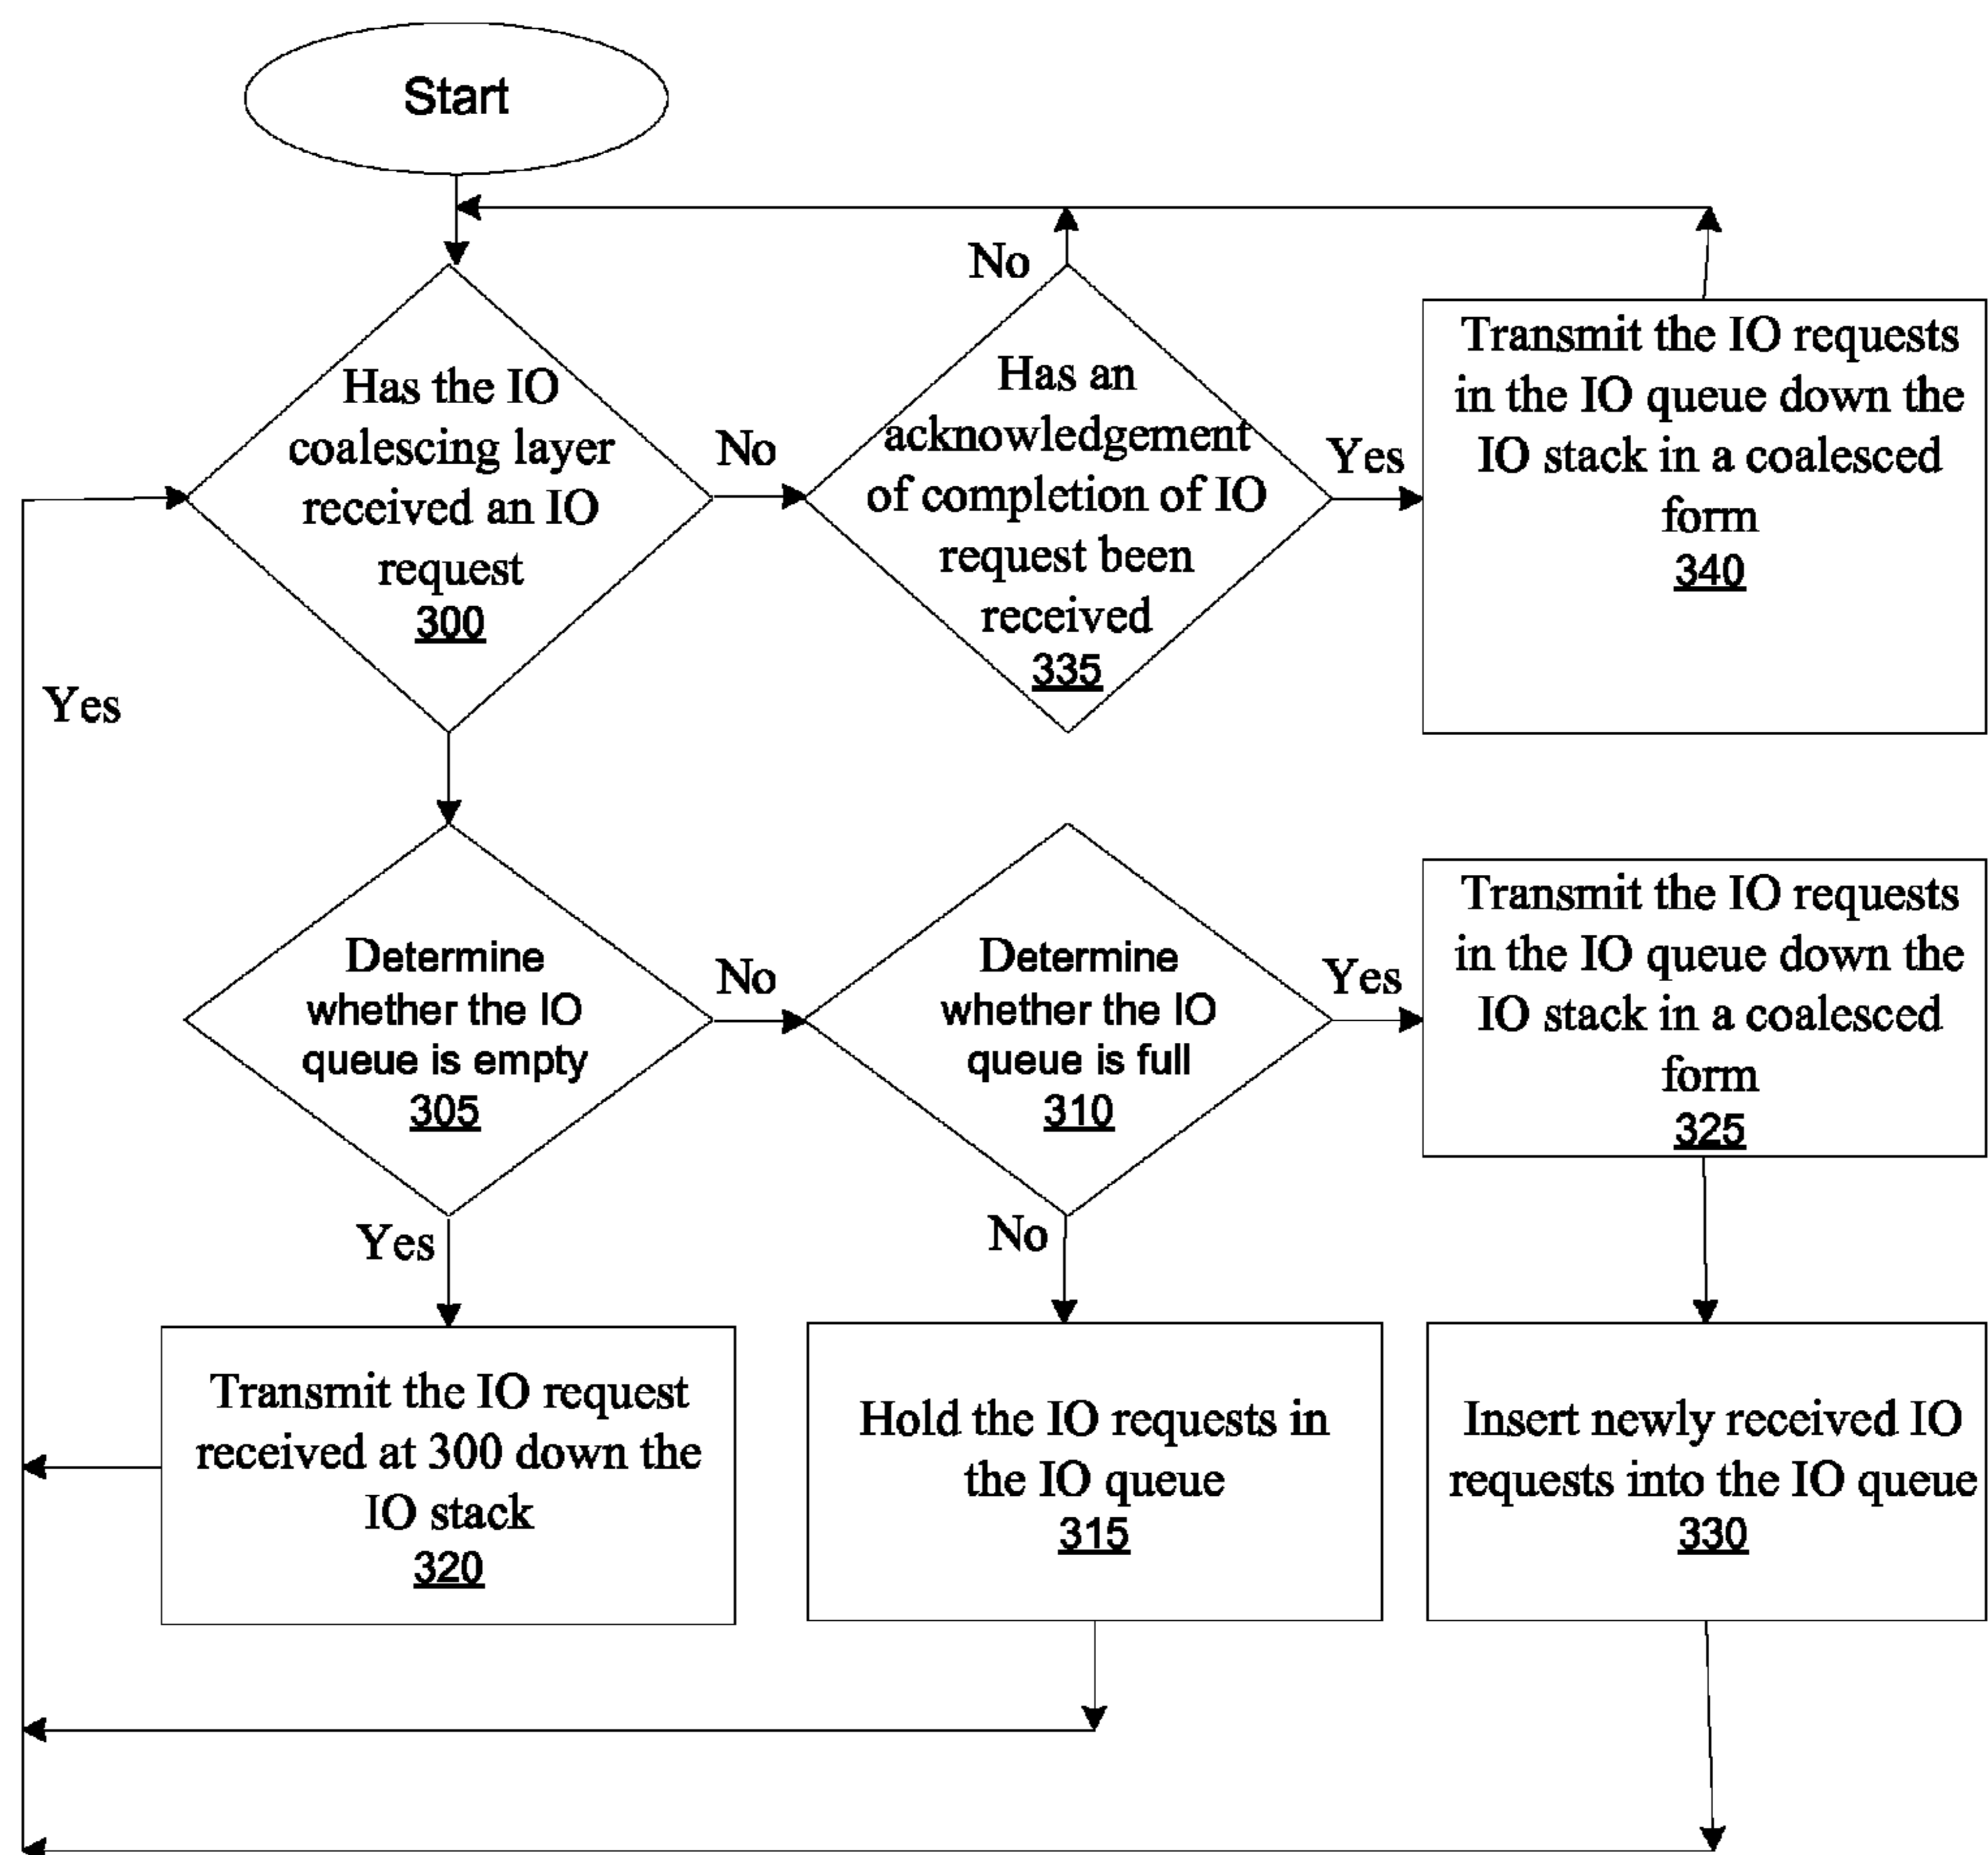 Start
No
Has the IO
coalescing layer
received an IO
request
300
No
Has an
acknowledgement
of completion of IO
request been
received
335
Yes
Transmit the IO requests
in the IO queue down the
IO stack in a coalesced
form
340
Yes
Determine
whether the IO
queue is empty
305
No
Determine
whether the IO
queue is full
310
Yes
Transmit the IO requests
in the IO queue down the
IO stack in a coalesced
form
325
Yes
No
Transmit the IO request
received at 300 down the
IO stack
320
Hold the IO requests in
the IO queue
315
Insert newly received IO
requests into the IO queue
330